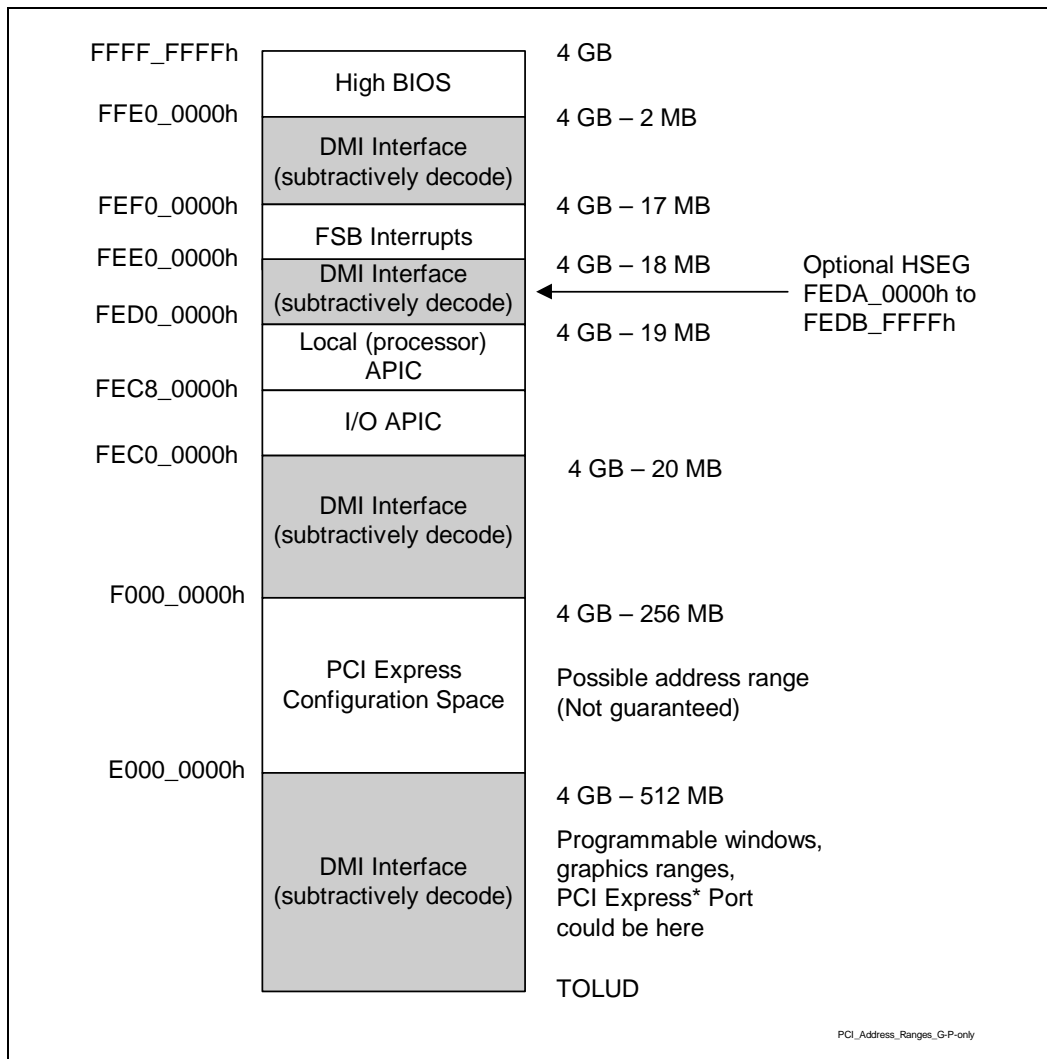 FFFF_FFFFh
4 GB
High BIOS
FFE0_0000h
4 GB – 2 MB
DMI Interface
(subtractively decode)
FEF0_0000h
4 GB – 17 MB
FSB Interrupts
FEE0_0000h
4 GB – 18 MB
DMI Interface
(subtractively decode)
Optional HSEG
FEDA_0000h to
FEDB_FFFFh
FED0_0000h
4 GB – 19 MB
Local (processor)
APIC
FEC8_0000h
I/O APIC
FEC0_0000h
4 GB – 20 MB
DMI Interface
(subtractively decode)
F000_0000h
4 GB – 256 MB
PCI Express
Configuration Space
Possible address range
(Not guaranteed)
E000_0000h
4 GB – 512 MB
DMI Interface
(subtractively decode)
Programmable windows,
graphics ranges,
PCI Express* Port
could be here
TOLUD
PCI_Address_Ranges_G-P-only